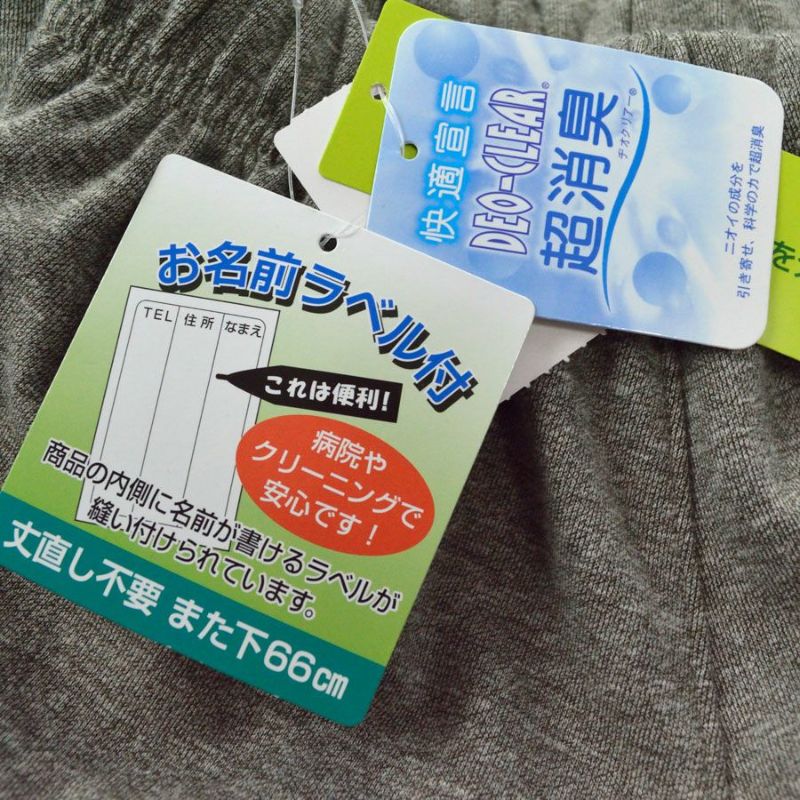 快適宣言
DEO-CLEAR®
超消臭
デオクリアー®
ニオイの成分を
引き寄せ、科学の力で超消臭
お名前ラベル付
TEL 住所 なまえ
これは便利!
病院や
クリーニングで
安心です!
商品の内側に名前が書けるラベルが
縫い付けられています。
丈直し不要 また下66cm
を